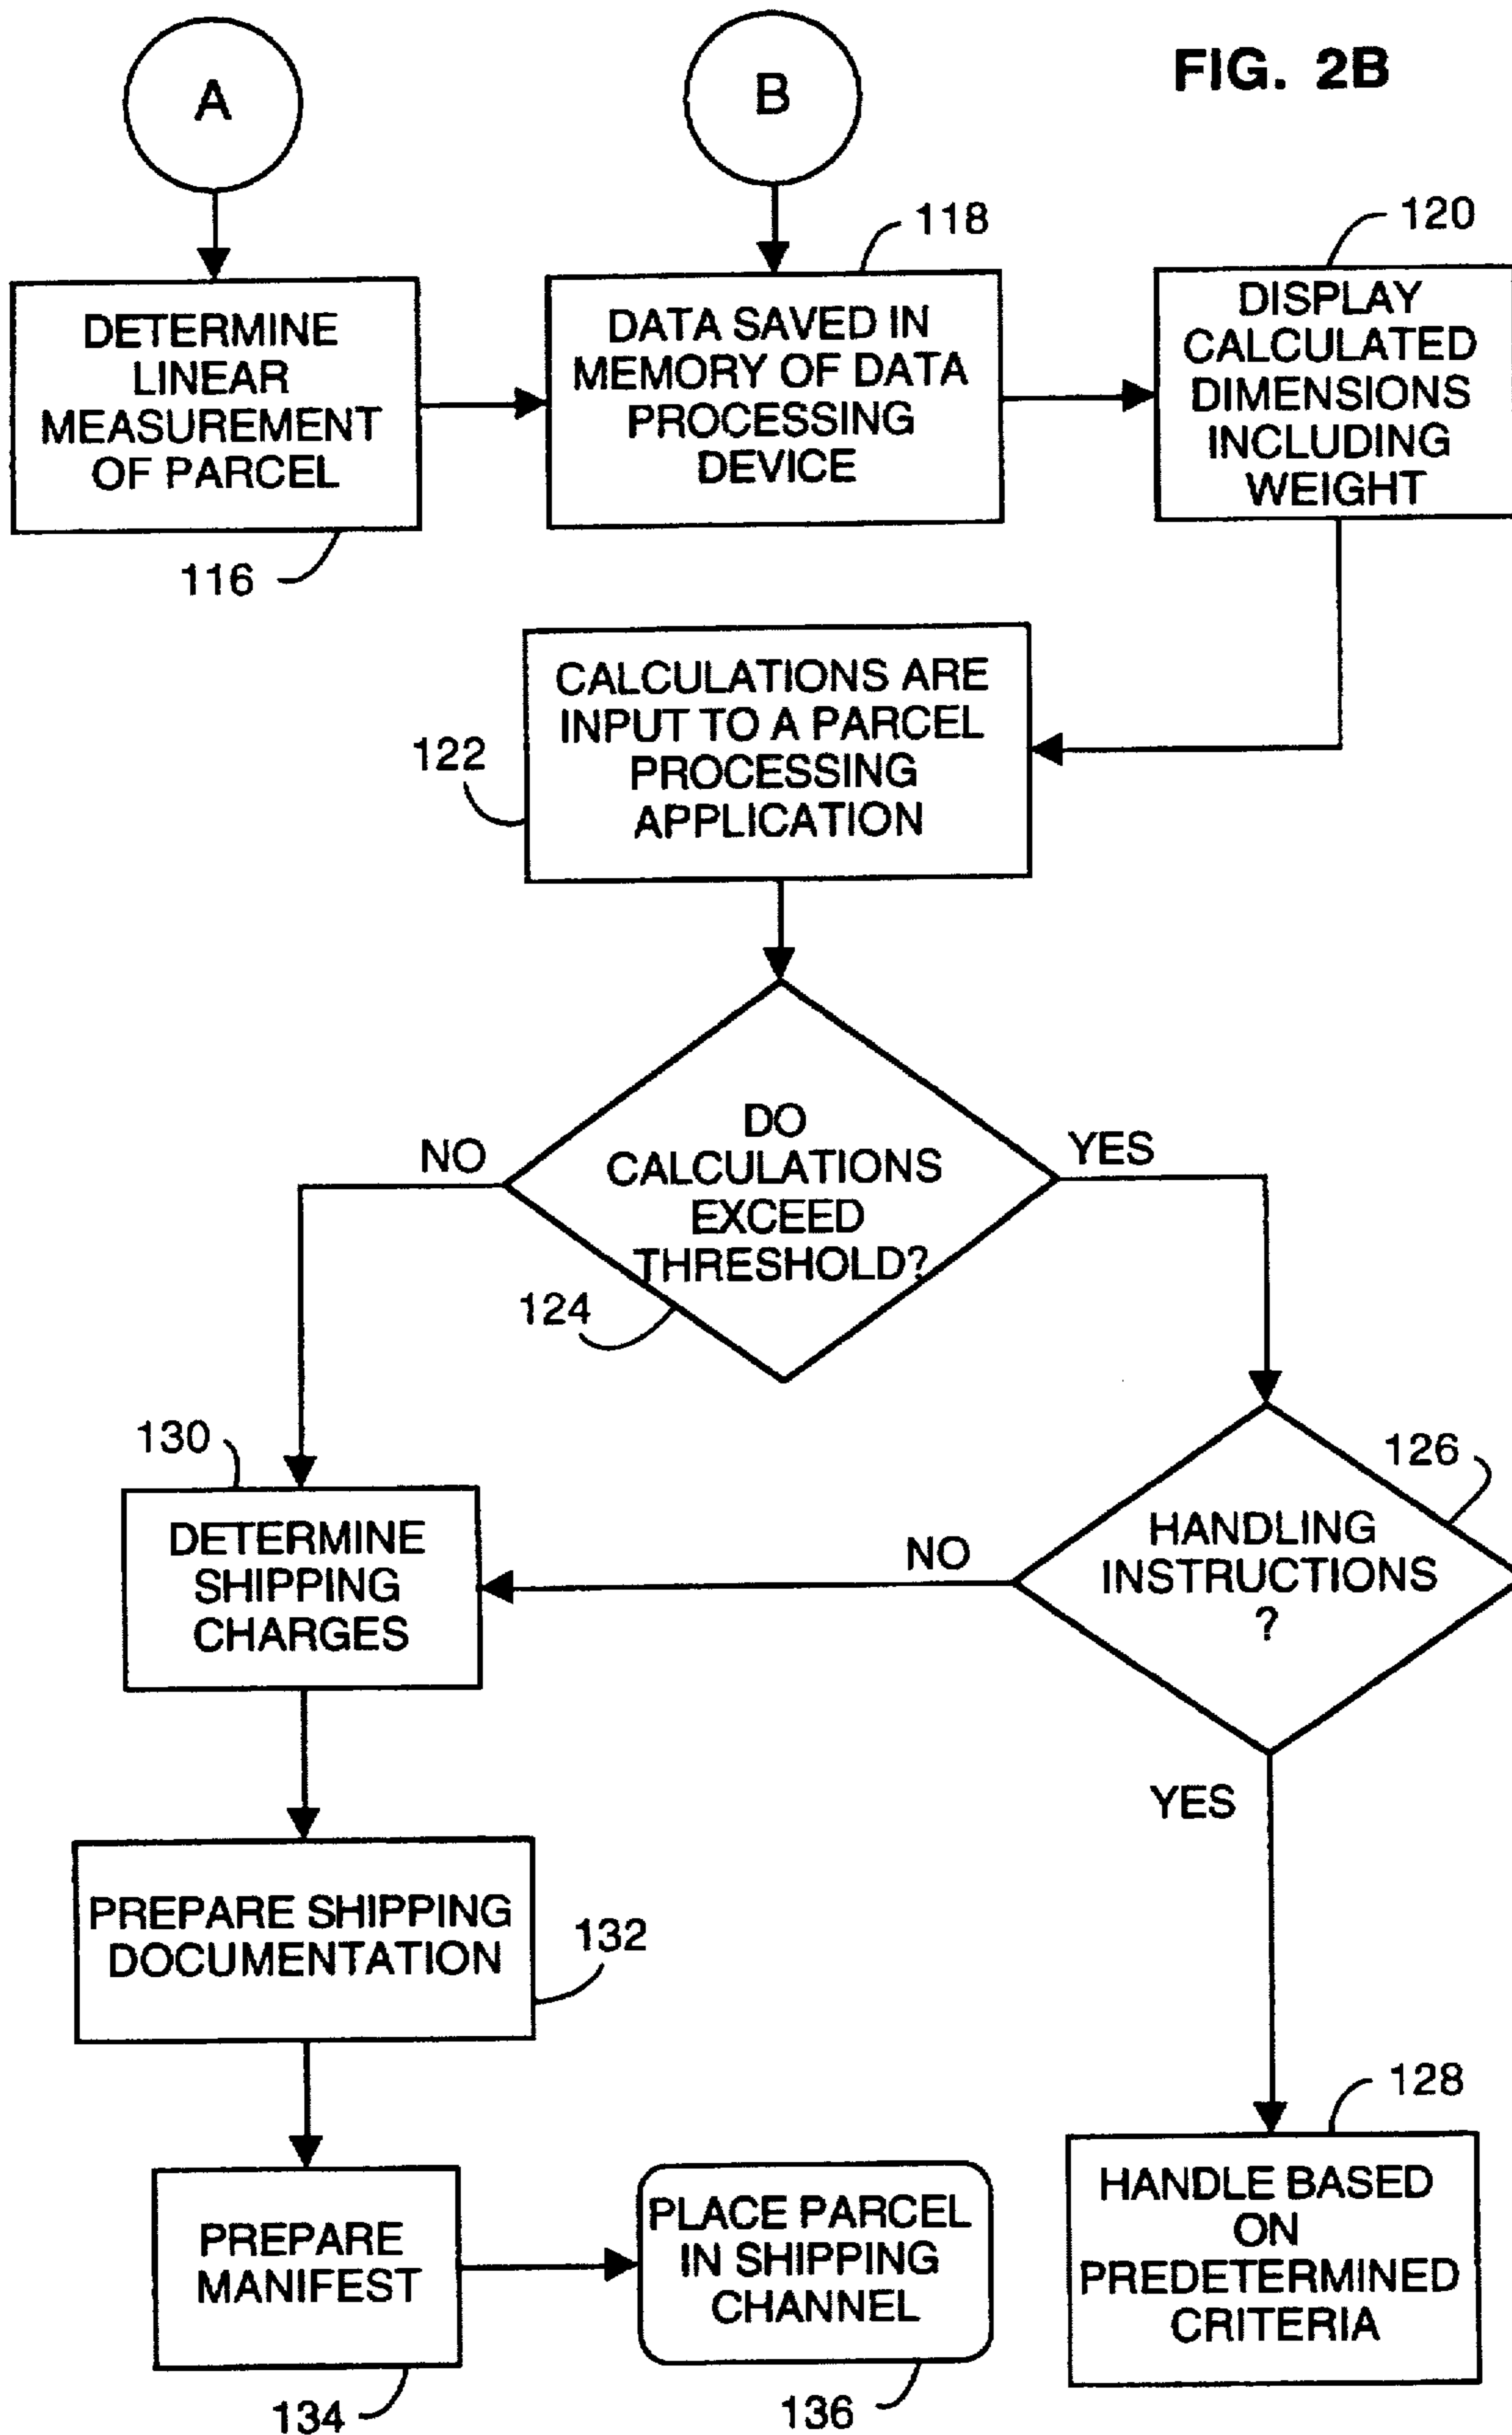 FIG. 2B
A
B
118
120
DETERMINE
LINEAR
MEASUREMENT
OF PARCEL
116
DATA SAVED IN
MEMORY OF DATA
PROCESSING
DEVICE
DISPLAY
CALCULATED
DIMENSIONS
INCLUDING
WEIGHT
122
CALCULATIONS ARE
INPUT TO A PARCEL
PROCESSING
APPLICATION
NO
DO
CALCULATIONS
EXCEED
THRESHOLD?
YES
124
130
126
DETERMINE
SHIPPING
CHARGES
NO
HANDLING
INSTRUCTIONS
?
YES
PREPARE SHIPPING
DOCUMENTATION
132
128
PREPARE
MANIFEST
134
PLACE PARCEL
IN SHIPPING
CHANNEL
136
HANDLE BASED
ON
PREDETERMINED
CRITERIA